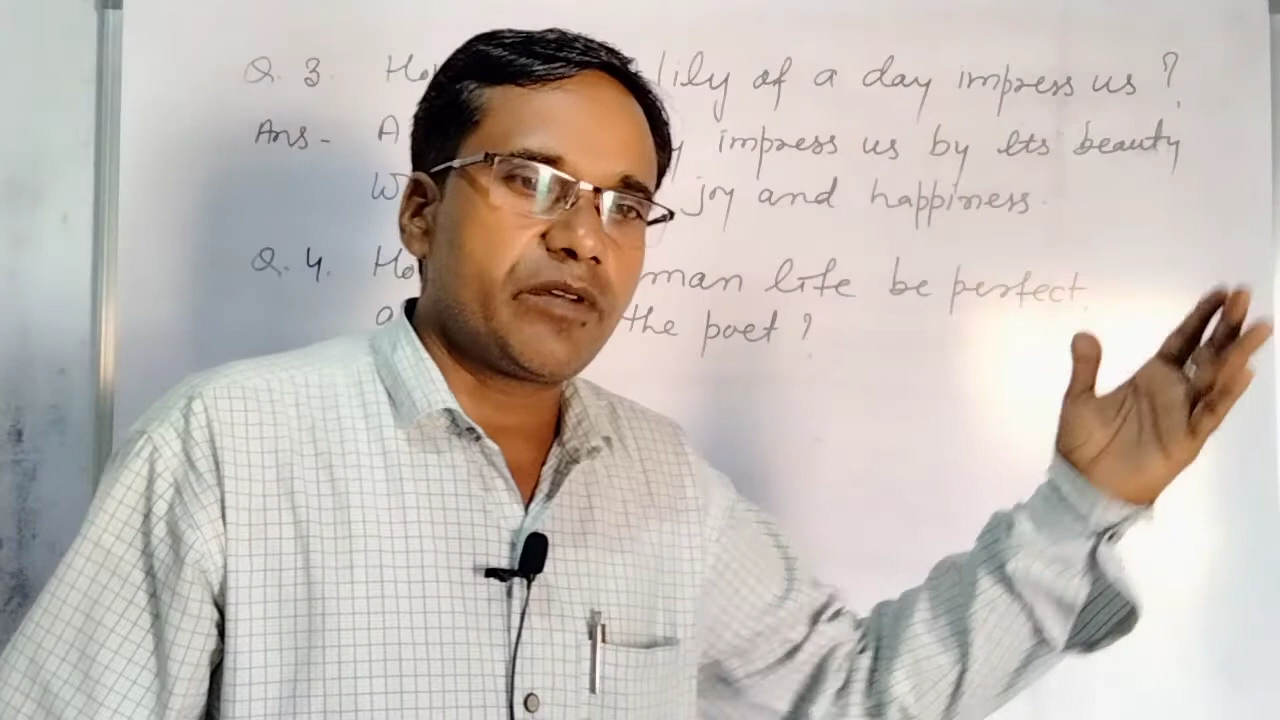 Q. 3. lily of a day impress us ?
Ans - A impress us by Its beauty
joy and happiness.
Q. 4. man life be perfect
the poet ?